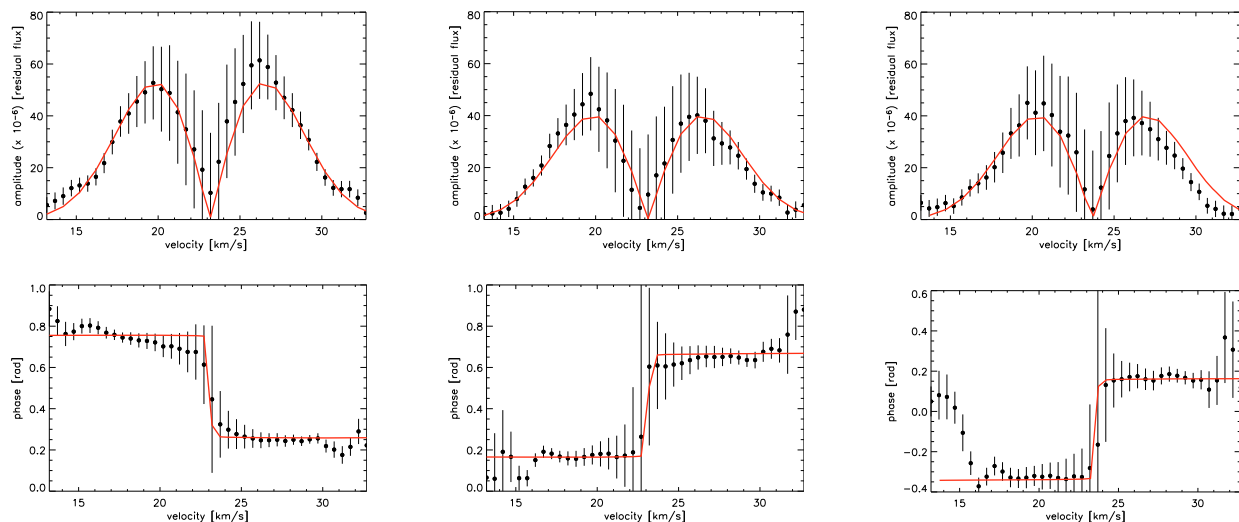 80
60
40
20
0
amplitude (x 10⁻⁶) [residual flux]
15 20 25 30
velocity [km/s]
80
60
40
20
0
amplitude (x 10⁻⁶) [residual flux]
15 20 25 30
velocity [km/s]
80
60
40
20
0
amplitude (x 10⁻⁶) [residual flux]
15 20 25 30
velocity [km/s]
1.0
0.8
0.6
0.4
0.2
0.0
phase [rad]
15 20 25 30
velocity [km/s]
1.0
0.8
0.6
0.4
0.2
0.0
phase [rad]
15 20 25 30
velocity [km/s]
0.6
0.4
0.2
0.0
−0.2
−0.4
phase [rad]
15 20 25 30
velocity [km/s]